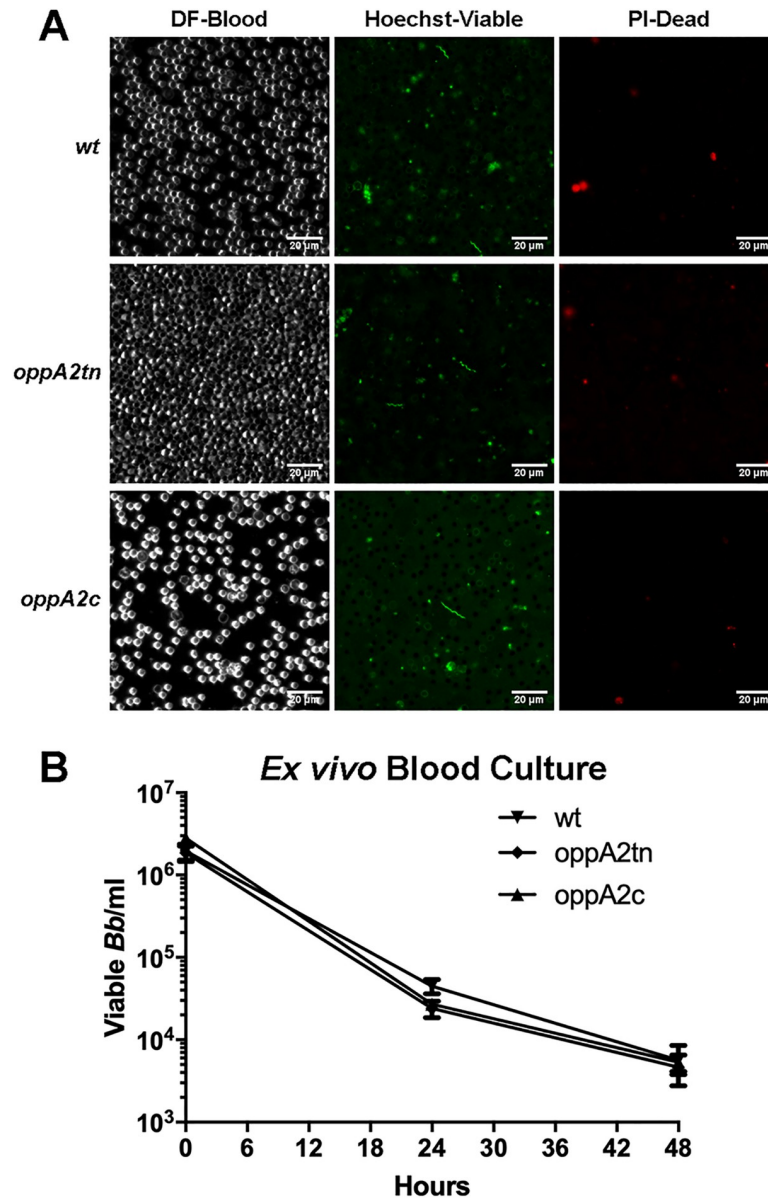 A
DF-Blood Hoechst-Viable PI-Dead
wt
20 µm 20 µm 20 µm
oppA2tn
20 µm 20 µm 20 µm
oppA2c
20 µm 20 µm 20 µm
B
Ex vivo Blood Culture
10⁷
10⁶
10⁵
10⁴
10³
Viable Bb/ml
wt
oppA2tn
oppA2c
0 6 12 18 24 30 36 42 48
Hours